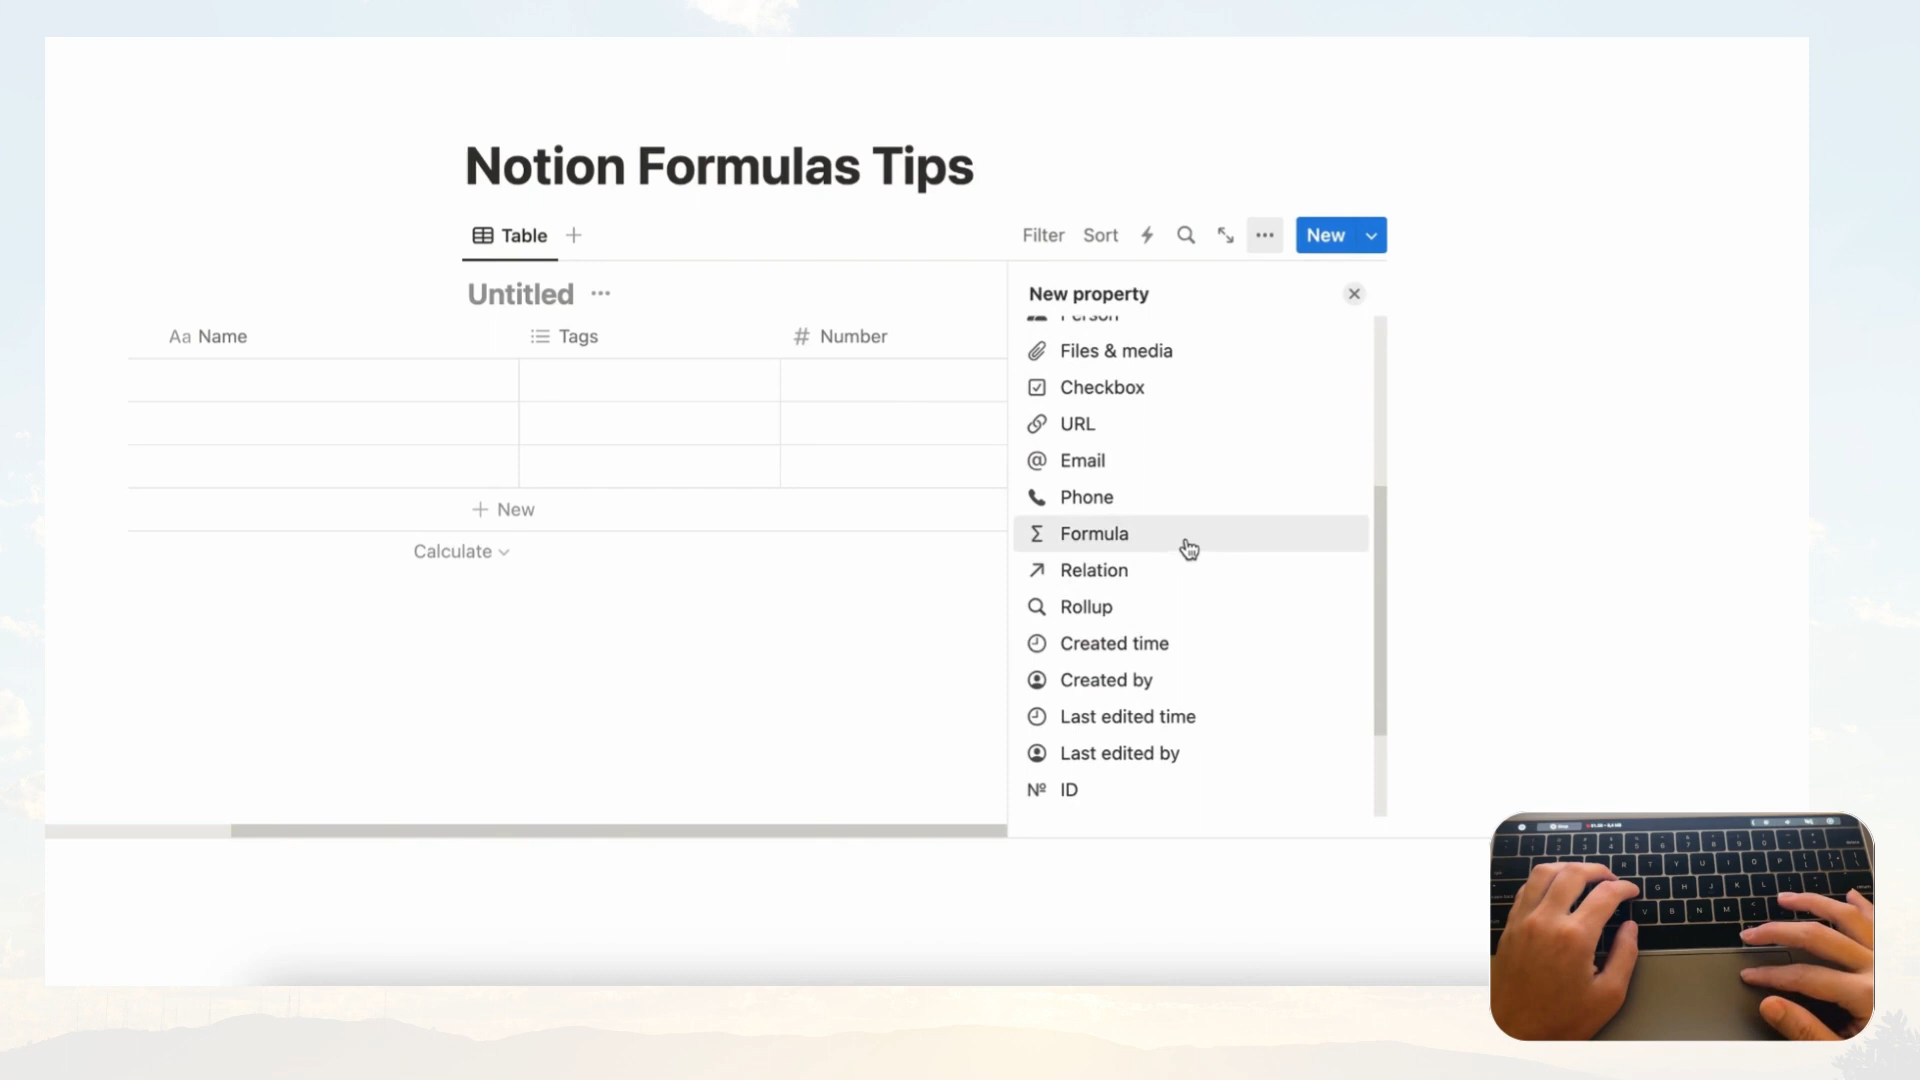 Notion Formulas Tips
Table
Filter Sort
New
Untitled
Aa Name
Tags
# Number
+ New
Calculate
New property
Person
Files & media
Checkbox
URL
@ Email
Phone
Σ Formula
Relation
Rollup
Created time
Created by
Last edited time
Last edited by
Nº ID